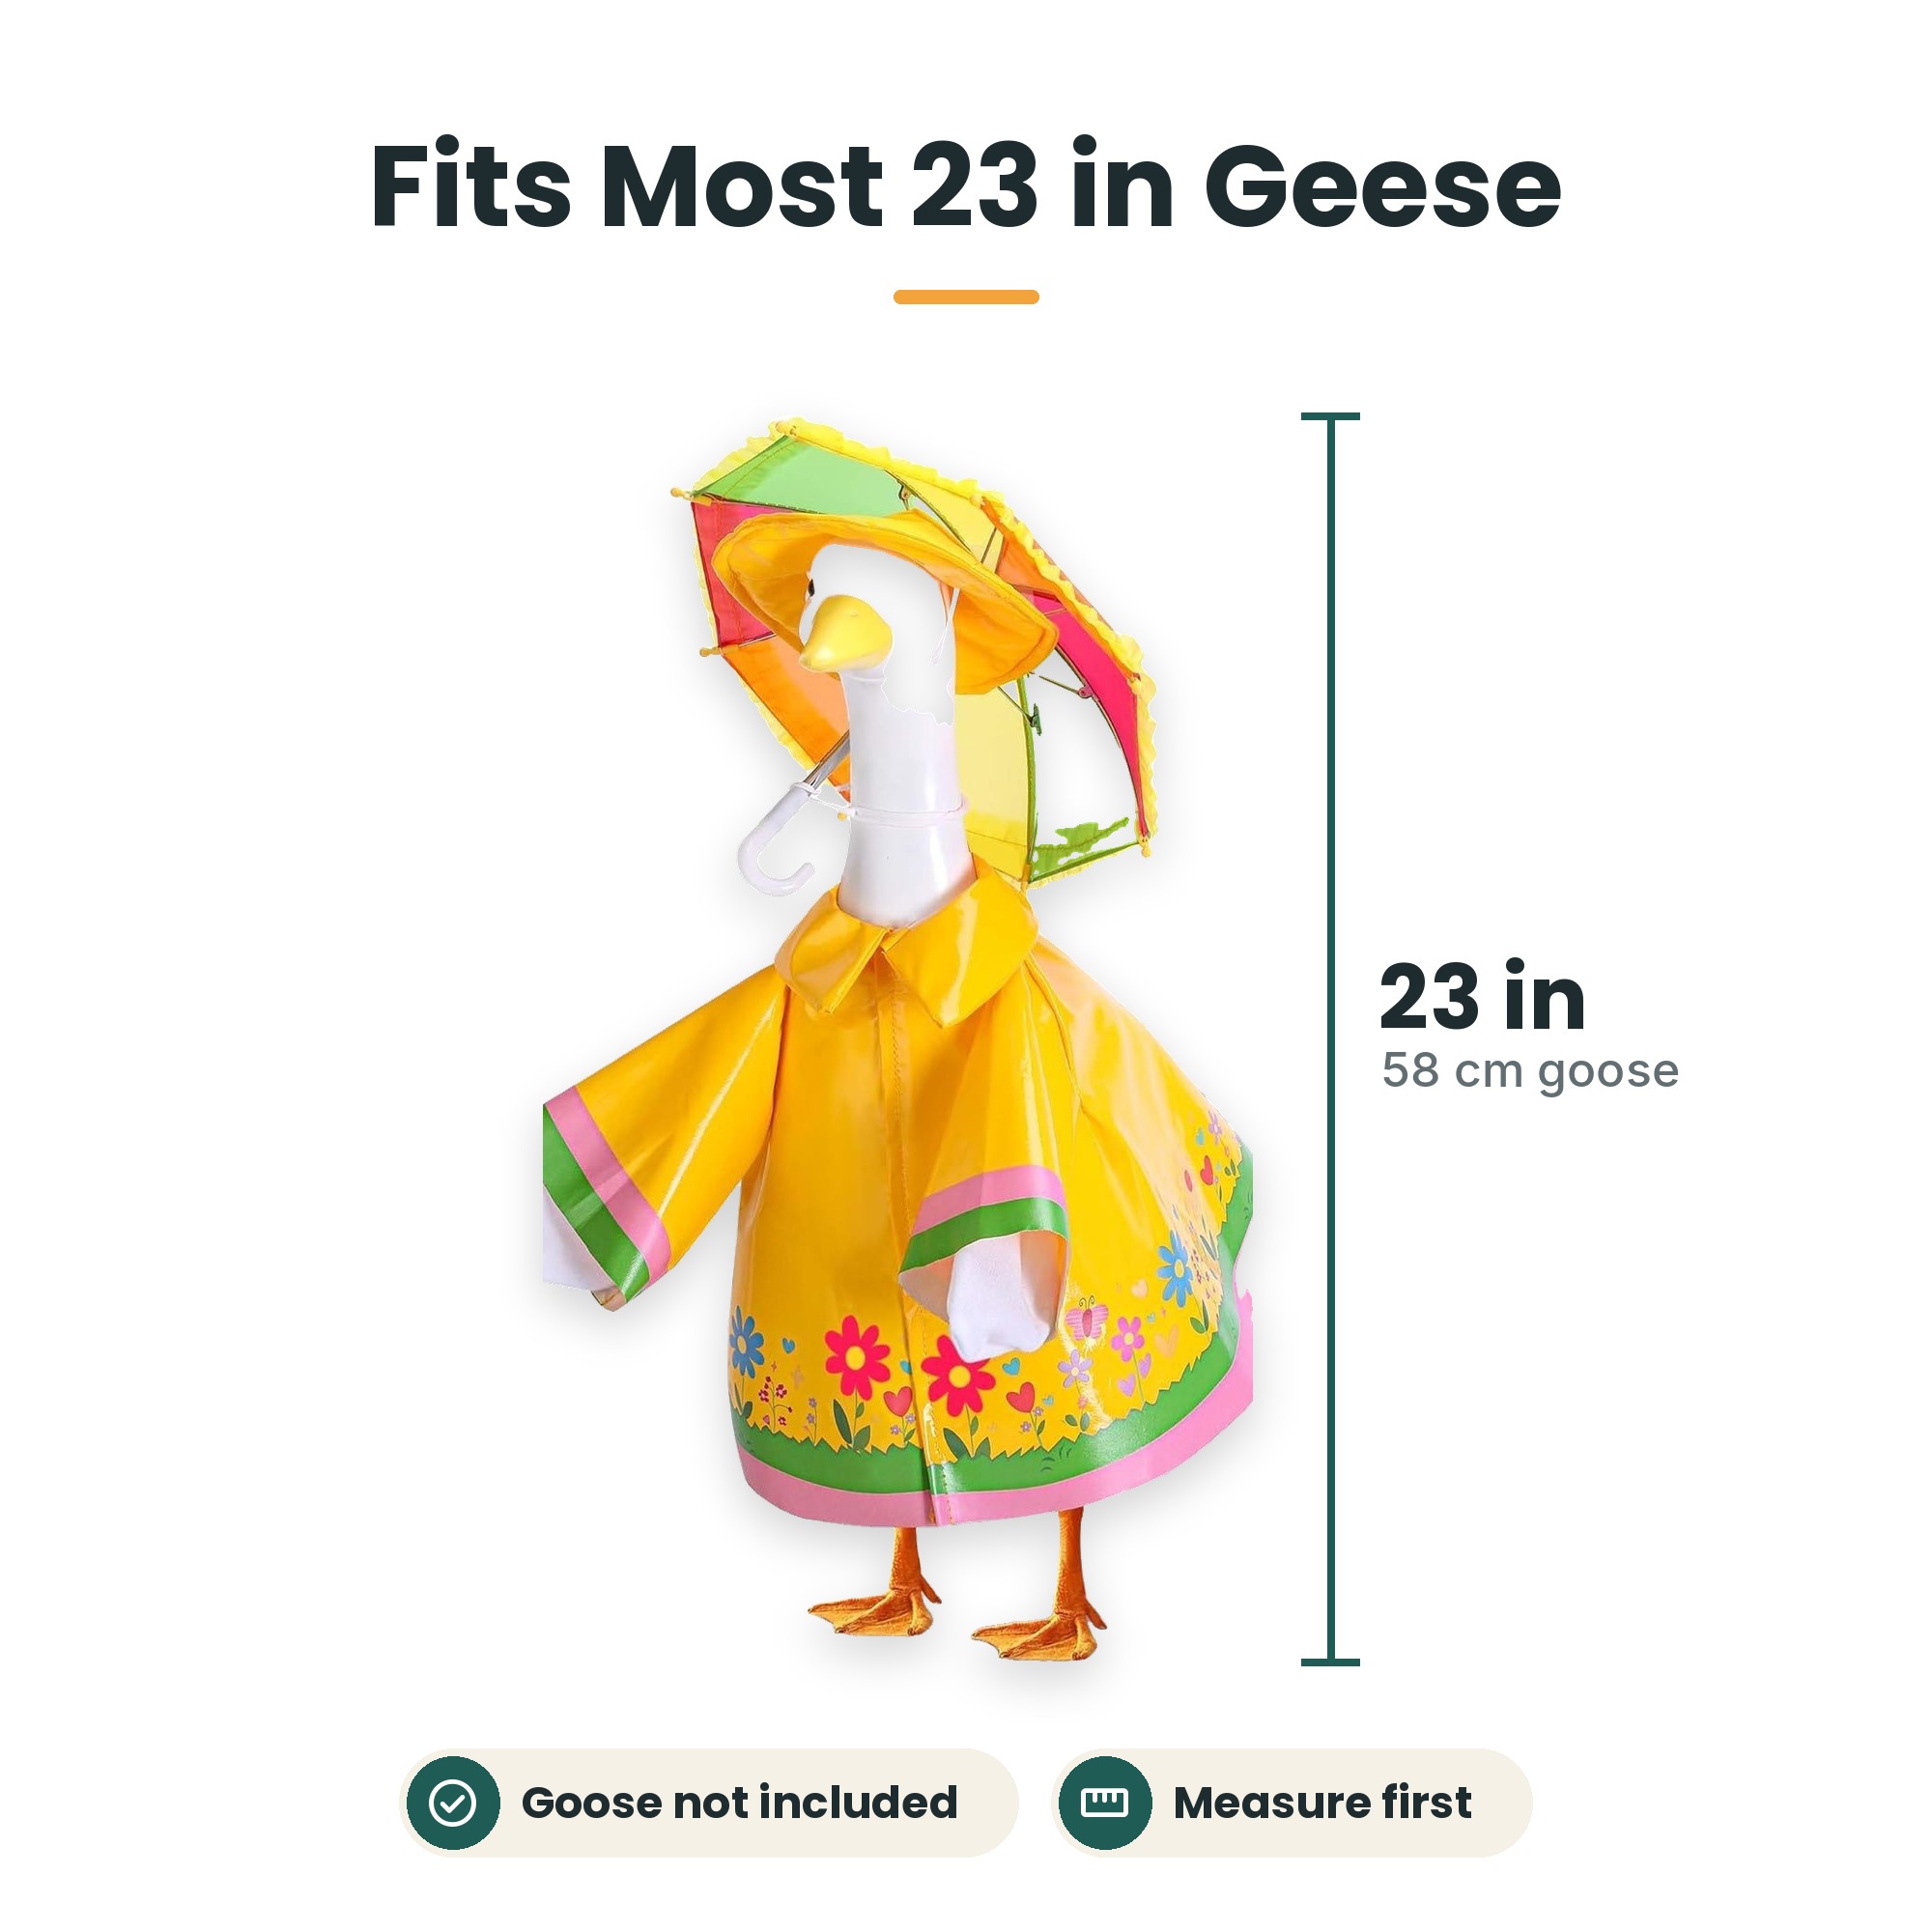 Fits Most 23 in Geese
23 in
58 cm goose
Goose not included
Measure first